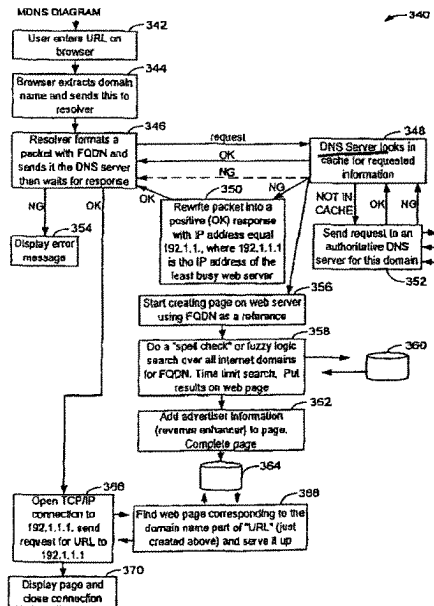 MDNS DIAGRAM
340
342
User enters URL on
browser
344
Browser extracts domain
name and sends this to
resolver
346
Resolver formats a
packet with FQDN and
sends it the DNS server
then waits for response
request
OK
NG
348
DNS Server looks in
cache for requested
information
350
OK
NG
Rewrite packet into a
positive (OK) response
with IP address equal
192.1.1., where 192.1.1.1
is the IP address of the
least busy web server
NOT IN
CACHE
OK
NG
Send request to an
authoritative DNS
server for this domain
352
NG
OK
354
Display error
message
356
Start creating page on web server
using FQDN as a reference
358
Do a "spell check" or fuzzy logic
search over all internet domains
for FQDN. Time limit search. Put
results on web page
360
362
Add advertiser information
(revenue enhancer) to page.
Complete page
364
366
Open TCP/IP
connection to
192.1.1.1, send
request for URL to
192.1.1.1
368
Find web page corresponding to the
domain name part of "URL" (just
created above) and serve it up
370
Display page and
close connection